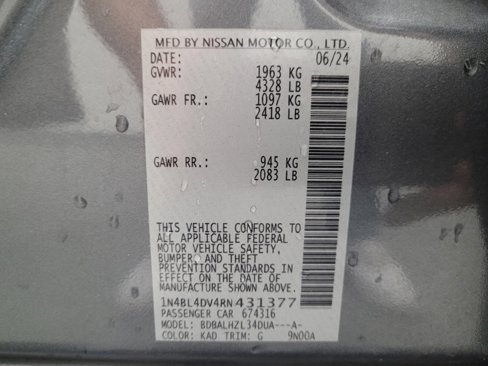 MFD BY NISSAN MOTOR CO., LTD.
DATE: 06/24
GVWR: 1963 KG
4328 LB
GAWR FR.: 1097 KG
2418 LB
GAWR RR.: 945 KG
2083 LB
THIS VEHICLE CONFORMS TO
ALL APPLICABLE FEDERAL
MOTOR VEHICLE SAFETY,
BUMPER, AND THEFT
PREVENTION STANDARDS IN
EFFECT ON THE DATE OF
MANUFACTURE SHOWN ABOVE.
1N4BL4DV4RN431377
PASSENGER CAR 674316
MODEL: BDBALHZL34DUA---A-
COLOR: KAD TRIM: G 9N00A